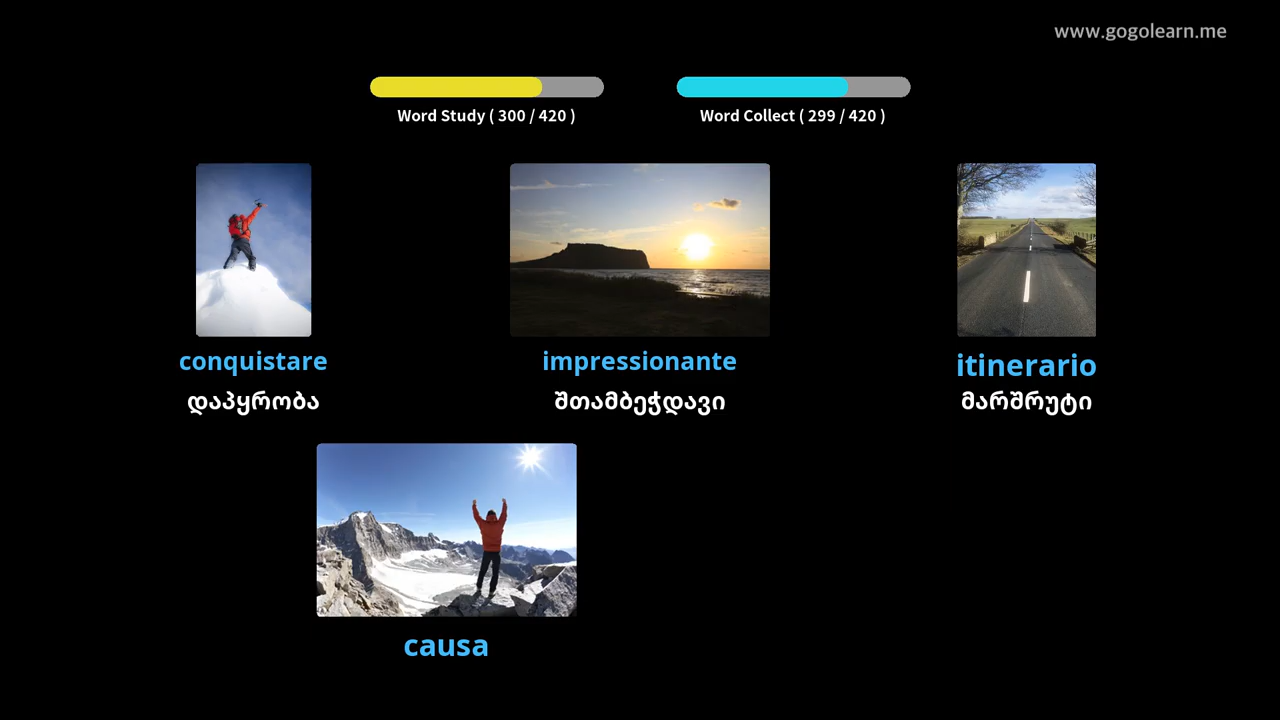 www.gogolearn.me
Word Study ( 300 / 420 )
Word Collect ( 299 / 420 )
conquistare
დაპყრობა
impressionante
შთამბეჭდავი
itinerario
მარშრუტი
causa